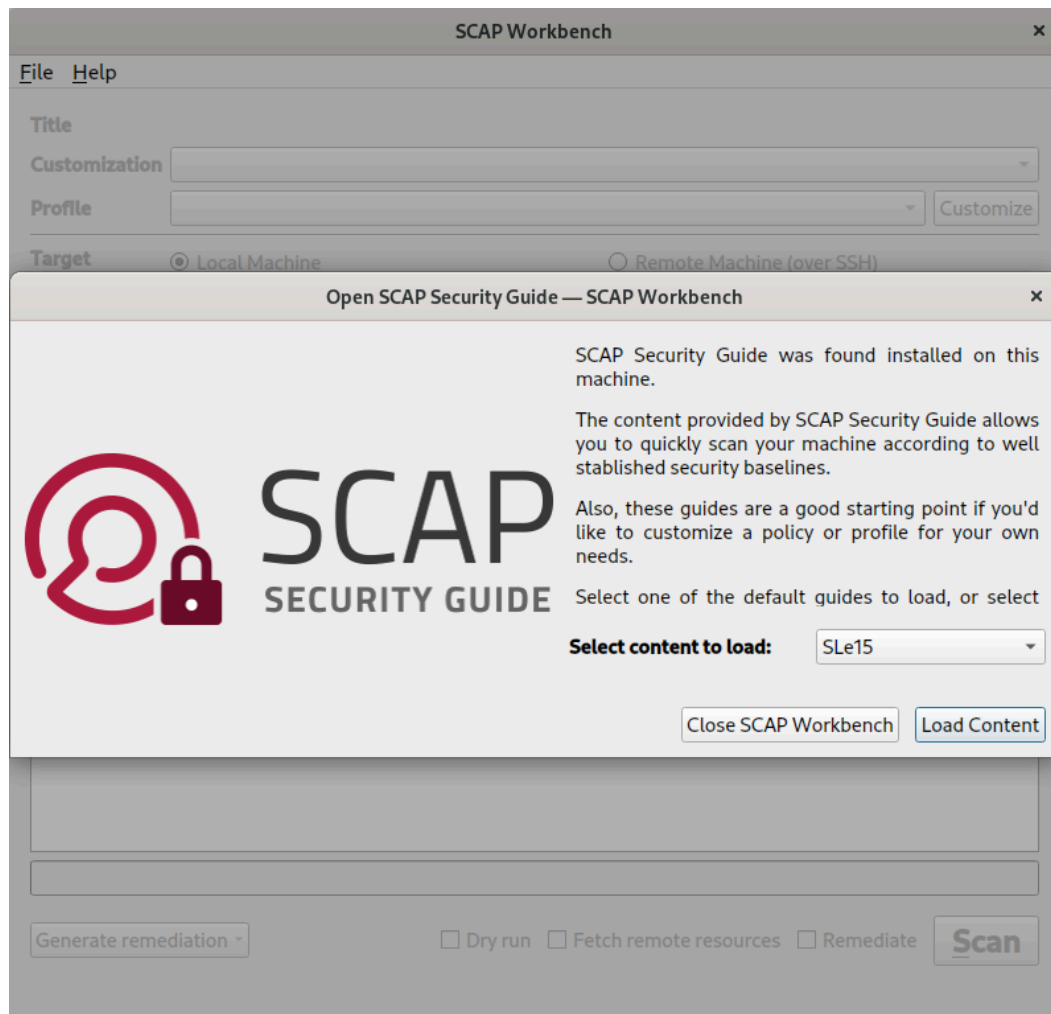 SCAP Workbench ×
File Help
Title
Customization
Profile Customize
Target Local Machine Remote Machine (over SSH)
Open SCAP Security Guide — SCAP Workbench ×
SCAP Security Guide was found installed on this
machine.
The content provided by SCAP Security Guide allows
you to quickly scan your machine according to well
stablished security baselines.
Also, these guides are a good starting point if you'd
like to customize a policy or profile for your own
needs.
Select one of the default guides to load, or select
SCAP
SECURITY GUIDE
Select content to load: SLe15
Close SCAP Workbench Load Content
Generate remediation Dry run Fetch remote resources Remediate Scan